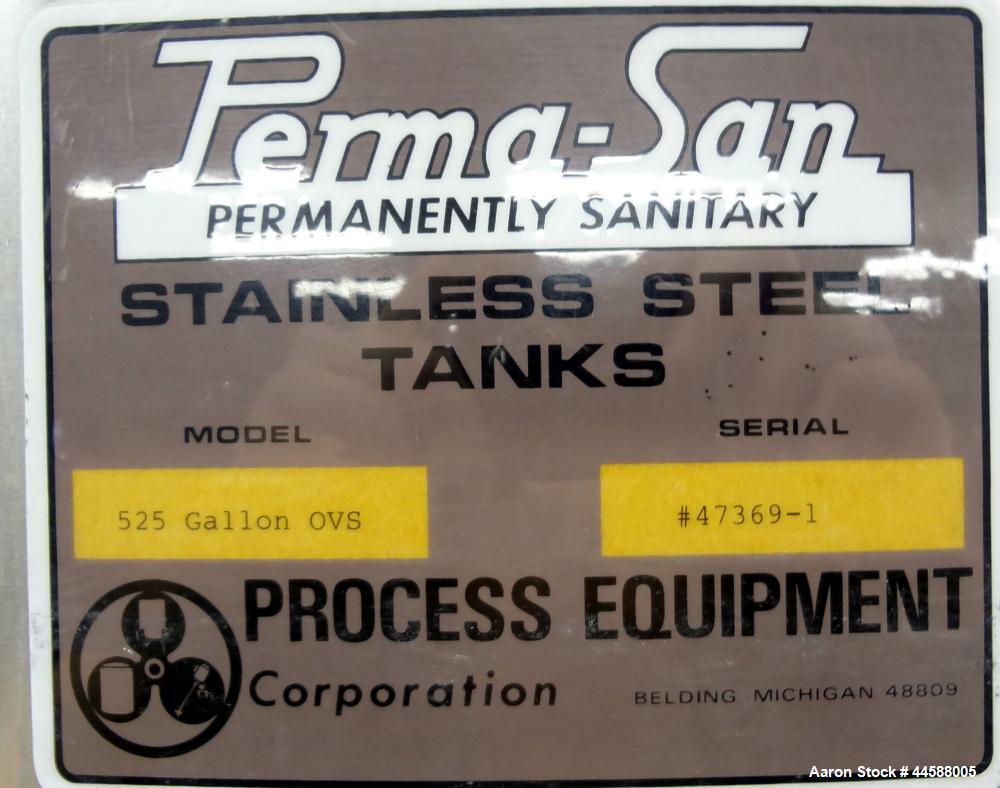 Perma-San
PERMANENTLY SANITARY
STAINLESS STEEL
TANKS
MODEL
SERIAL
525 Gallon OVS
#47369-1
PROCESS EQUIPMENT
Corporation
BELDING MICHIGAN 48809
Aaron Stock # 44588005